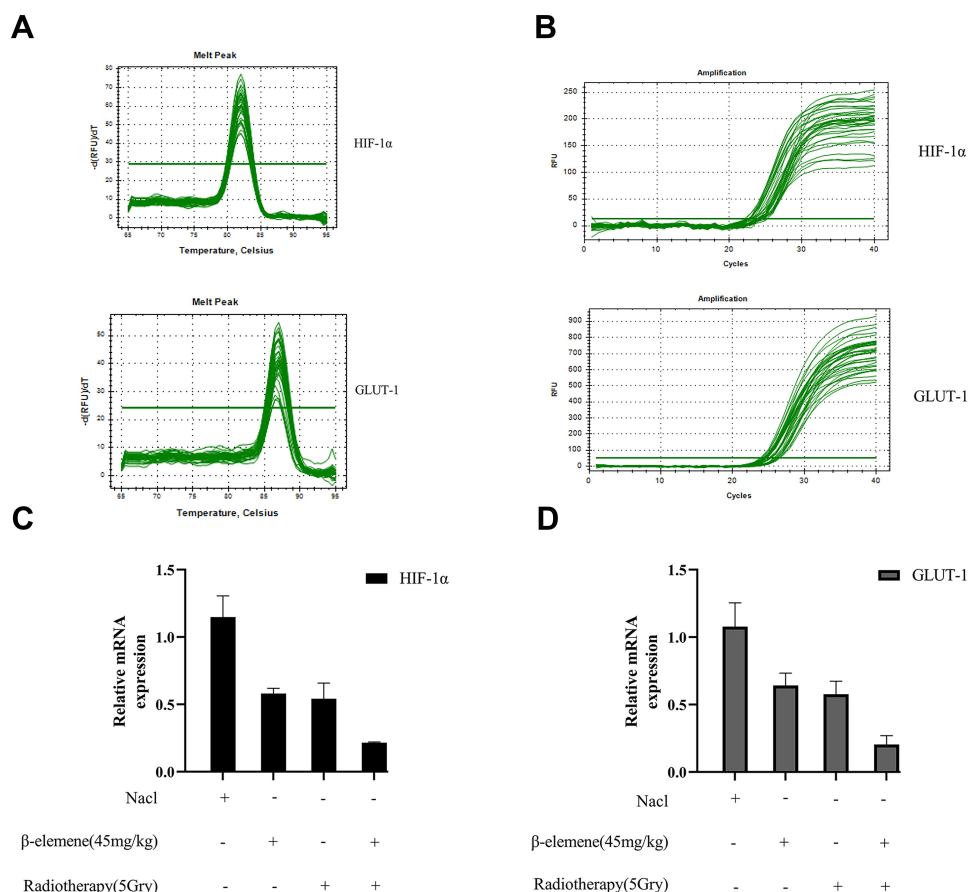 A
B
Melt Peak
80
70
60
50
40
30
20
10
0
-d(RFU)/dT
65 70 75 80 85 90 95
Temperature, Celsius
HIF-1α
Amplification
250
200
150
100
50
0
RFU
0 10 20 30 40
Cycles
HIF-1α
Melt Peak
50
40
30
20
10
0
-d(RFU)/dT
65 70 75 80 85 90 95
Temperature, Celsius
GLUT-1
Amplification
900
800
700
600
500
400
300
200
100
0
RFU
0 10 20 30 40
Cycles
GLUT-1
C
D
1.5
1.0
0.5
0.0
Relative mRNA
expression
HIF-1α
Nacl + - - -
β-elemene(45mg/kg) - + - +
Radiotherapy(5Gry) - - + +
1.5
1.0
0.5
0.0
Relative mRNA
expression
GLUT-1
Nacl + - - -
β-elemene(45mg/kg) - + - +
Radiotherapy(5Gry) - - + +